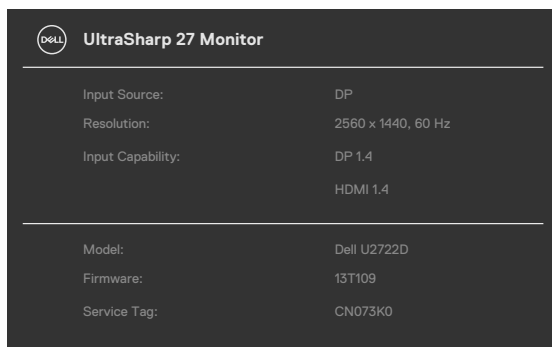 DELL UltraSharp 27 Monitor
Input Source: DP
Resolution: 2560 x 1440, 60 Hz
Input Capability: DP 1.4
HDMI 1.4
Model: Dell U2722D
Firmware: 13T109
Service Tag: CN073K0